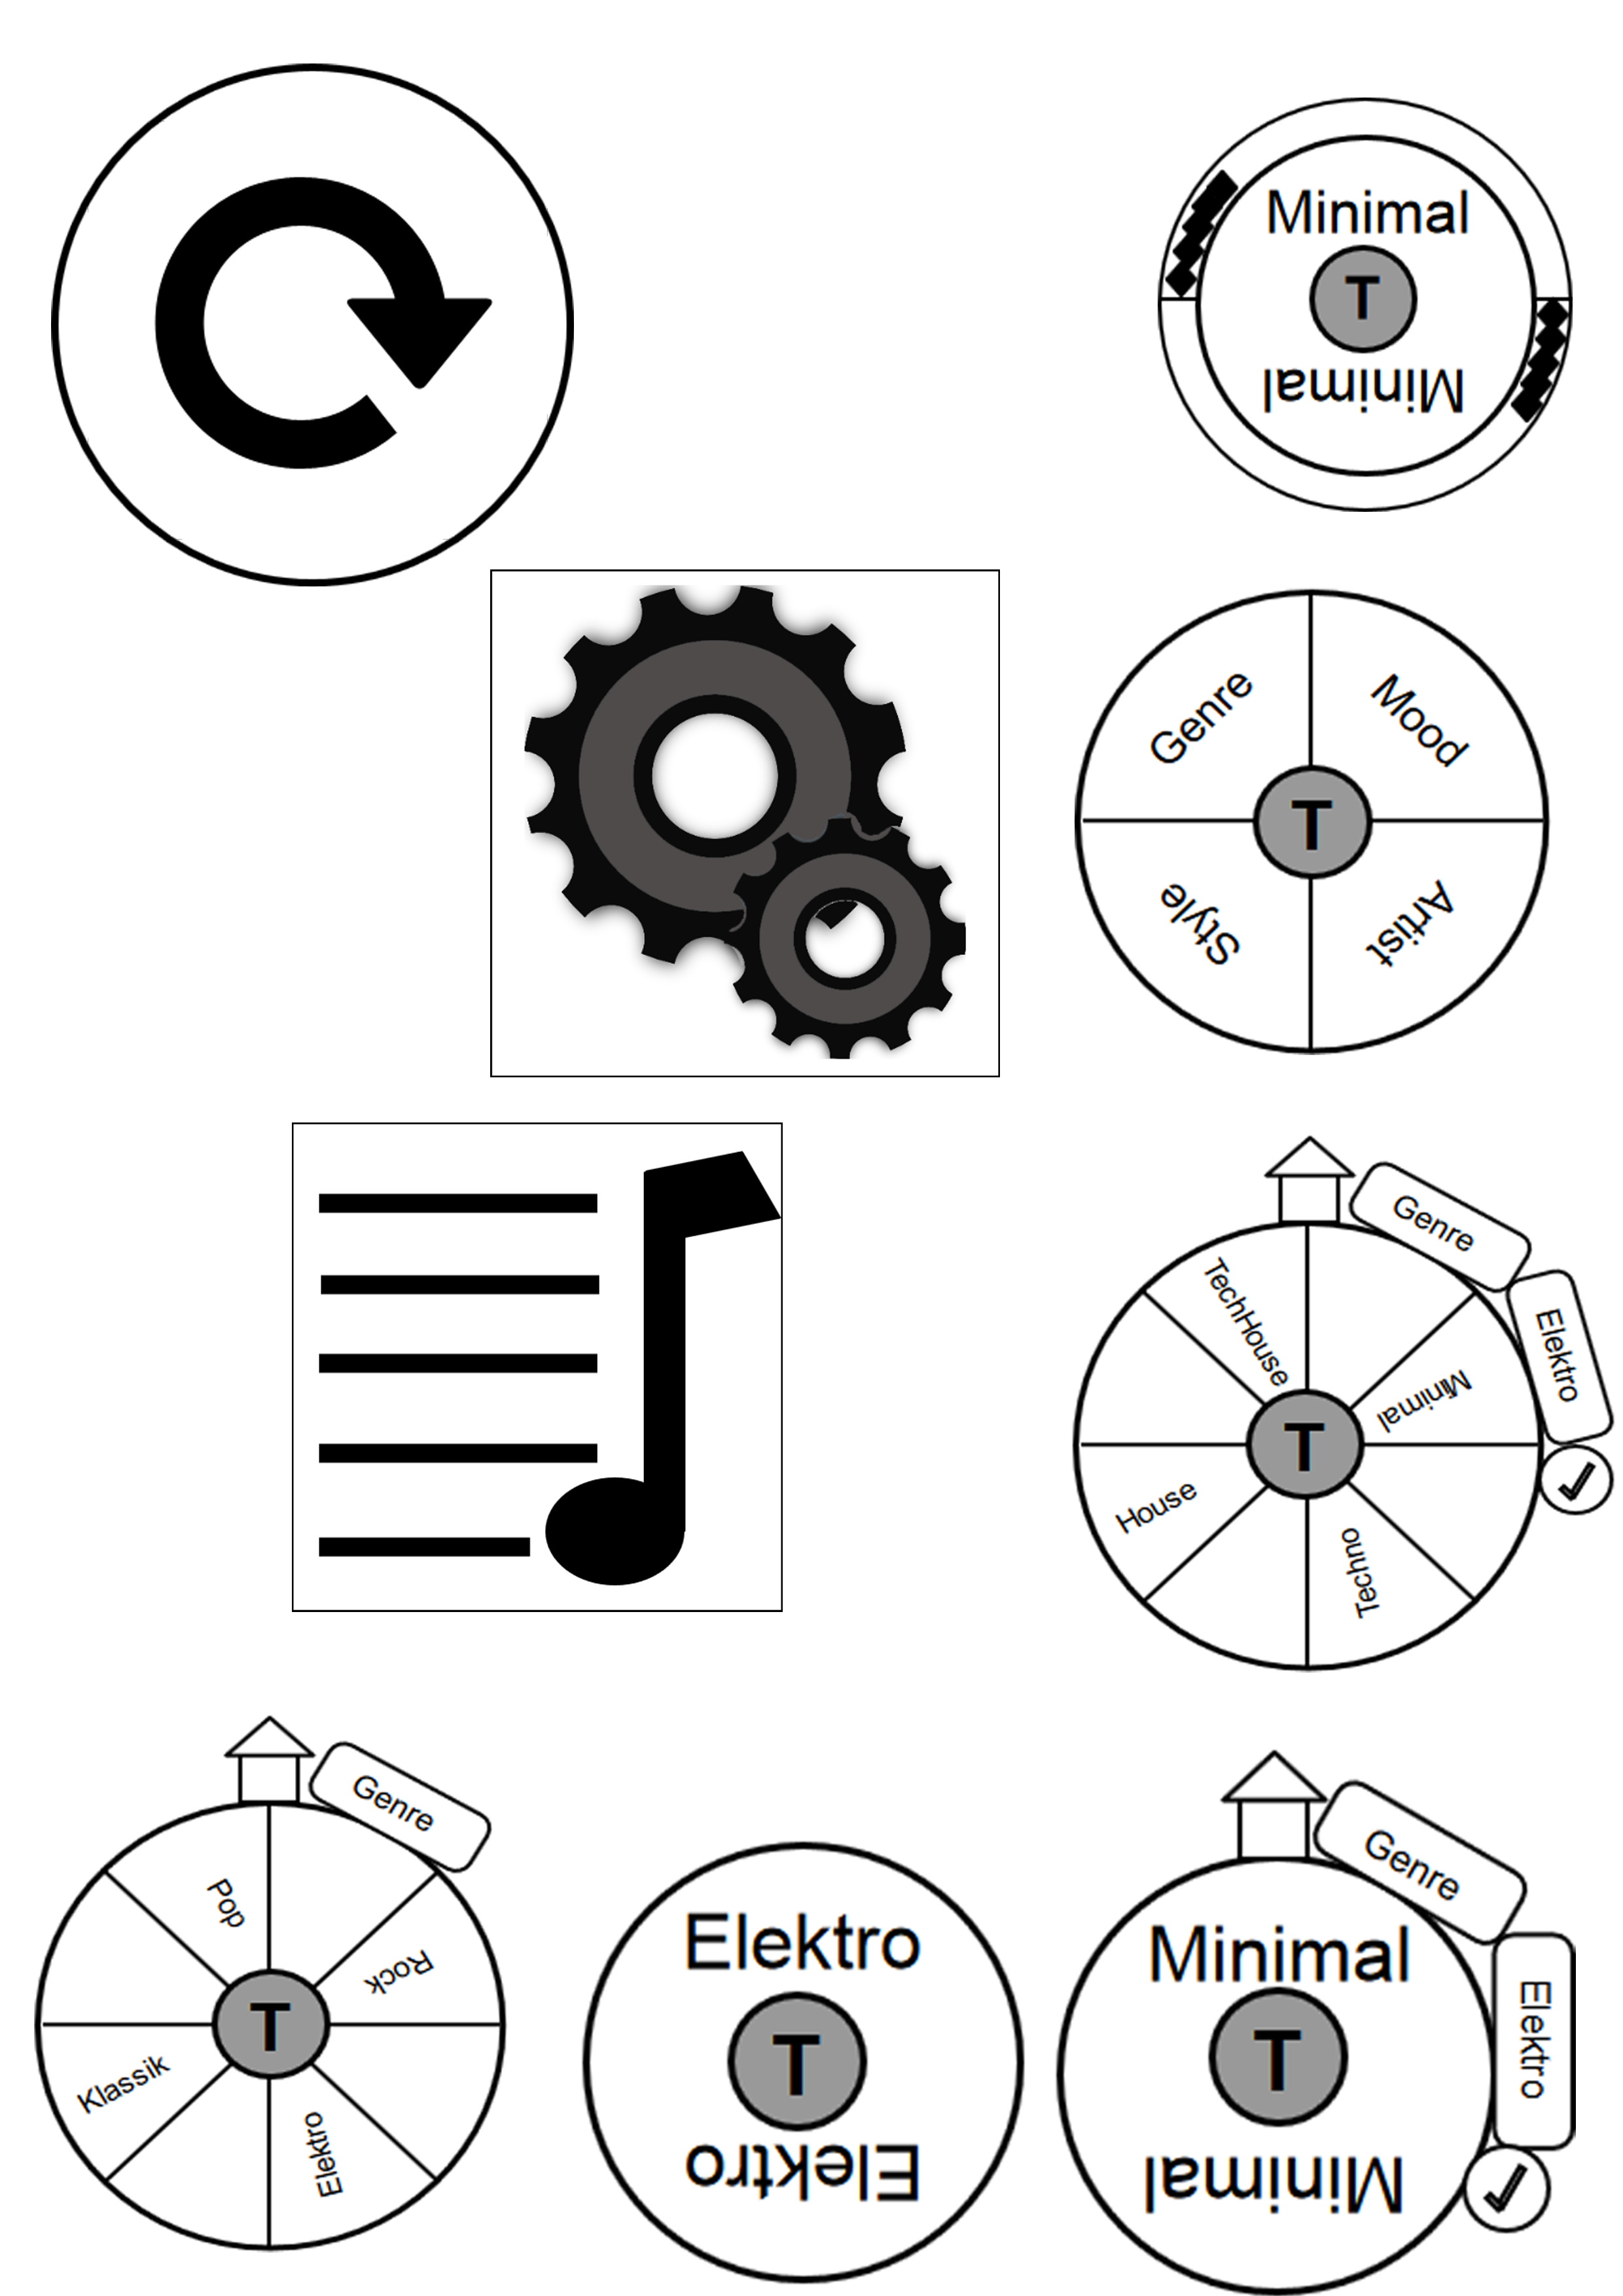 Minimal
T
Minimal
Genre
Mood
T
Style
Artist
Genre
Elektro
TechHouse
Minimal
T
House
Techno
Genre
Pop
Rock
T
Klassik
Elektro
Elektro
T
Elektro
Genre
Minimal
Elektro
T
Minimal